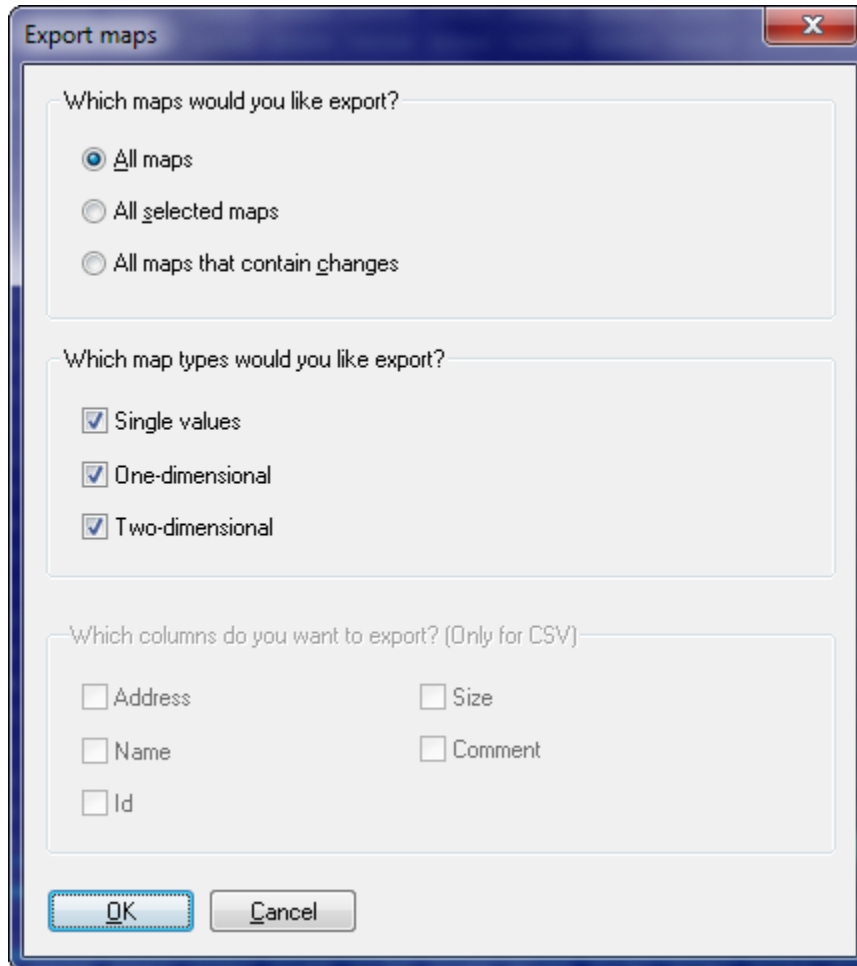 Export maps
Which maps would you like export?
All maps
All selected maps
All maps that contain changes
Which map types would you like export?
Single values
One-dimensional
Two-dimensional
Which columns do you want to export? (Only for CSV)
Address
Size
Name
Comment
Id
OK
Cancel